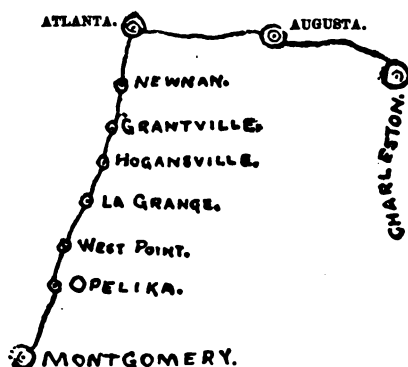 ATLANTA.
AUGUSTA.
NEWNAN.
GRANTVILLE.
HOGANSVILLE.
LA GRANGE.
WEST POINT.
OPELIKA.
MONTGOMERY.
CHARLESTON.